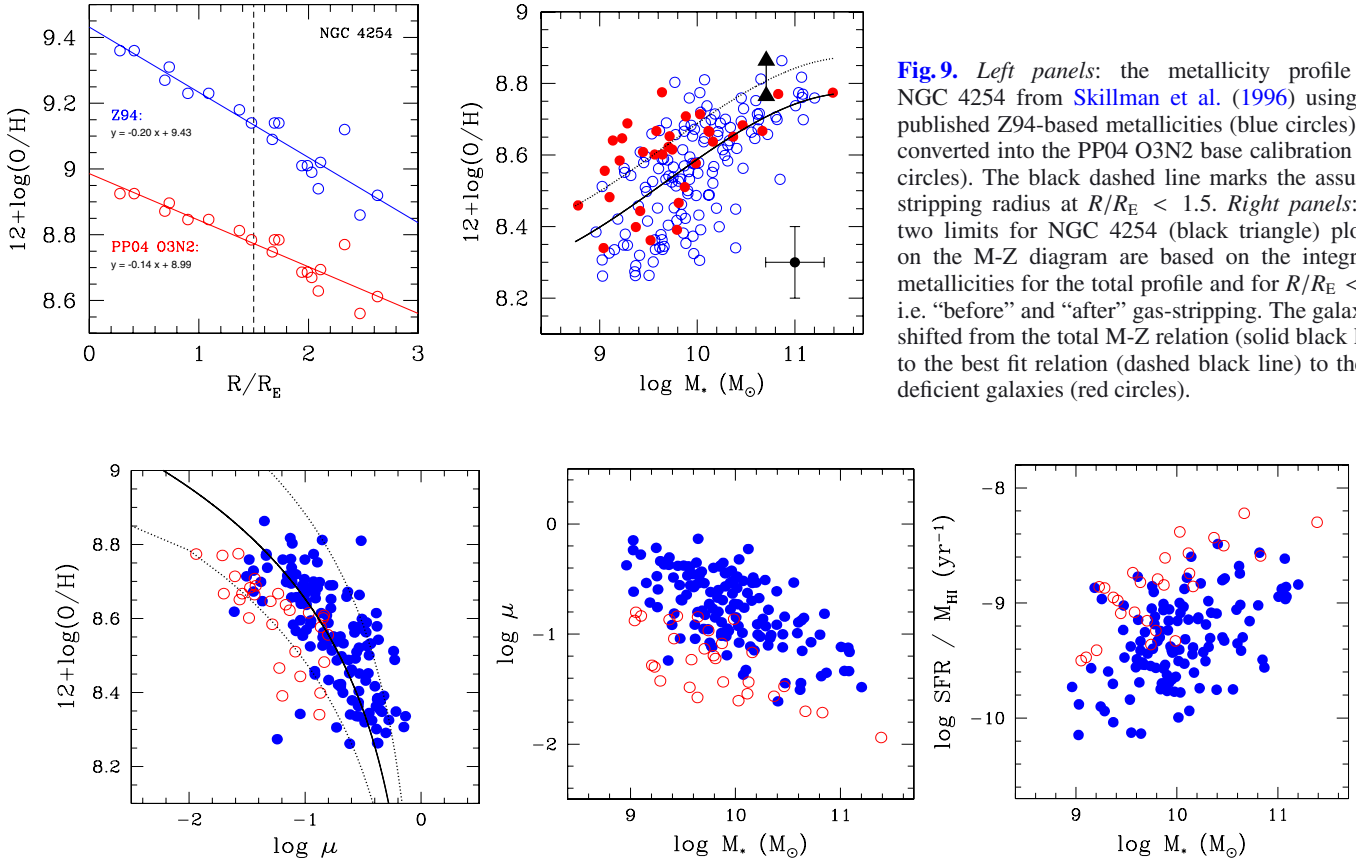 NGC 4254
Z94:
y = -0.20 x + 9.43
PP04 O3N2:
y = -0.14 x + 8.99
12+log(O/H)
9.4
9.2
9
8.8
8.6
0
1
2
3
R/R_E
12+log(O/H)
9
8.8
8.6
8.4
8.2
9
10
11
log M_* (M_⊙)
Fig. 9. Left panels: the metallicity profile
NGC 4254 from Skillman et al. (1996) using
published Z94-based metallicities (blue circles)
converted into the PP04 O3N2 base calibration
circles). The black dashed line marks the assu
stripping radius at R/R_E < 1.5. Right panels:
two limits for NGC 4254 (black triangle) plo
on the M-Z diagram are based on the integr
metallicities for the total profile and for R/R_E <
i.e. “before” and “after” gas-stripping. The galax
shifted from the total M-Z relation (solid black l
to the best fit relation (dashed black line) to the
deficient galaxies (red circles).
12+log(O/H)
9
8.8
8.6
8.4
8.2
−2
−1
0
log μ
log μ
0
−1
−2
9
10
11
log M_* (M_⊙)
log SFR / M_HI (yr⁻¹)
−8
−9
−10
9
10
11
log M_* (M_⊙)